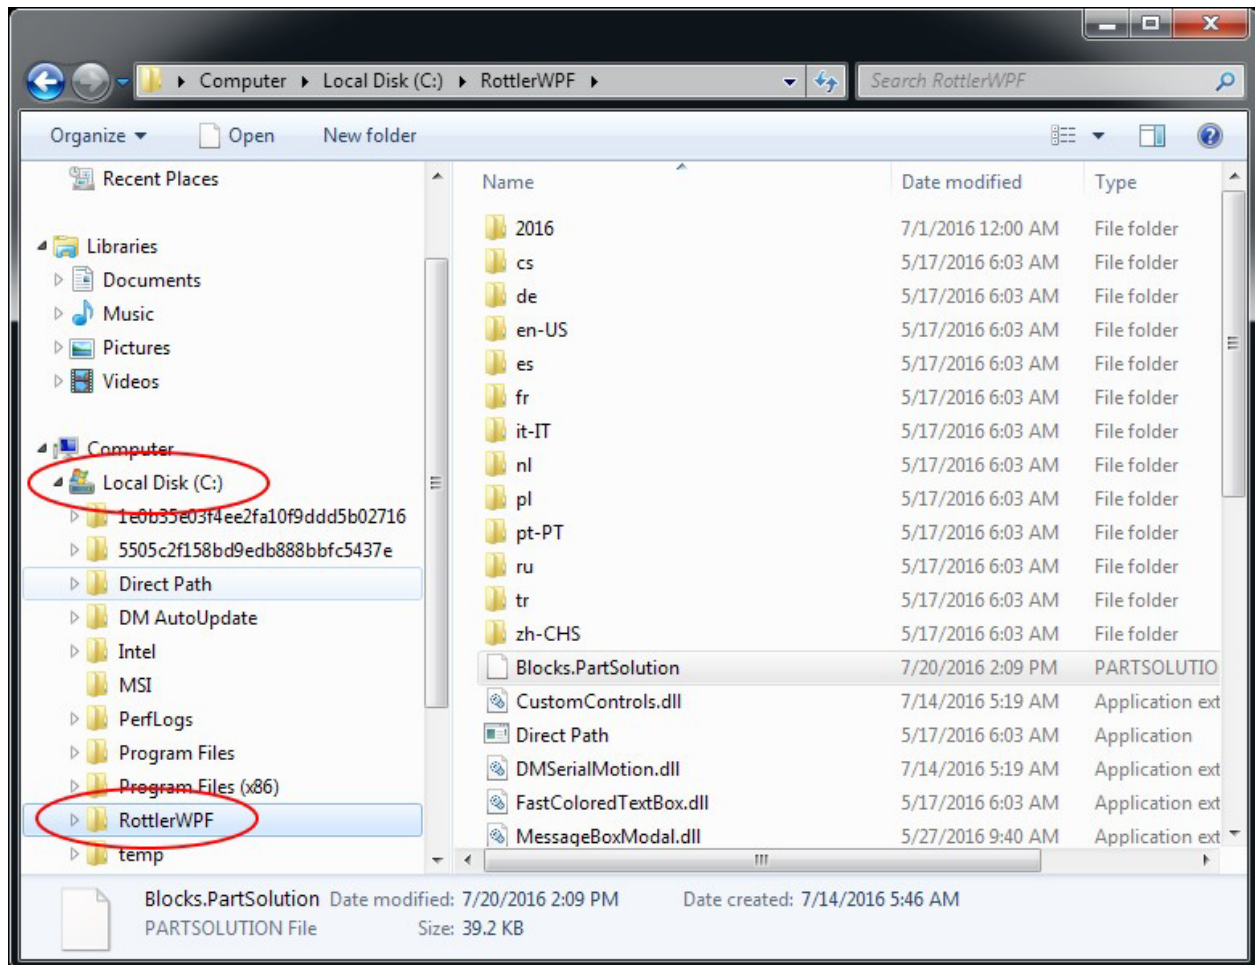 Computer Local Disk (C:) RottlerWPF
Search RottlerWPF
Organize Open New folder
Recent Places
Libraries
Documents
Music
Pictures
Videos
Computer
Local Disk (C:)
1e0b35e03f4ee2fa10f9ddd5b02716
5505c2f158bd9edb888bbfc5437e
Direct Path
DM AutoUpdate
Intel
MSI
PerfLogs
Program Files
Program Files (x86)
RottlerWPF
temp
Name Date modified Type
2016 7/1/2016 12:00 AM File folder
cs 5/17/2016 6:03 AM File folder
de 5/17/2016 6:03 AM File folder
en-US 5/17/2016 6:03 AM File folder
es 5/17/2016 6:03 AM File folder
fr 5/17/2016 6:03 AM File folder
it-IT 5/17/2016 6:03 AM File folder
nl 5/17/2016 6:03 AM File folder
pl 5/17/2016 6:03 AM File folder
pt-PT 5/17/2016 6:03 AM File folder
ru 5/17/2016 6:03 AM File folder
tr 5/17/2016 6:03 AM File folder
zh-CHS 5/17/2016 6:03 AM File folder
Blocks.PartSolution 7/20/2016 2:09 PM PARTSOLUTIO
CustomControls.dll 7/14/2016 5:19 AM Application ext
Direct Path 5/17/2016 6:03 AM Application
DMSerialMotion.dll 7/14/2016 5:19 AM Application ext
FastColoredTextBox.dll 5/17/2016 6:03 AM Application ext
MessageBoxModal.dll 5/27/2016 9:40 AM Application ext
Blocks.PartSolution Date modified: 7/20/2016 2:09 PM Date created: 7/14/2016 5:46 AM
PARTSOLUTION File Size: 39.2 KB